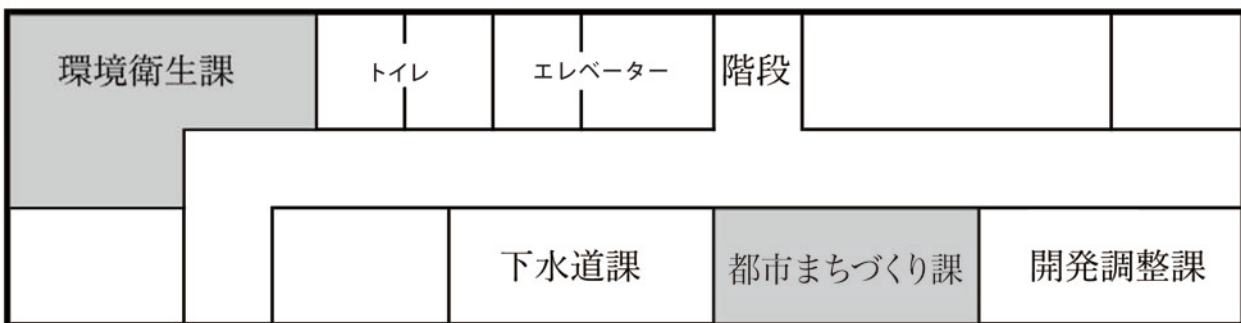 環境衛生課
トイレ
エレベーター
階段
下水道課
都市まちづくり課
開発調整課